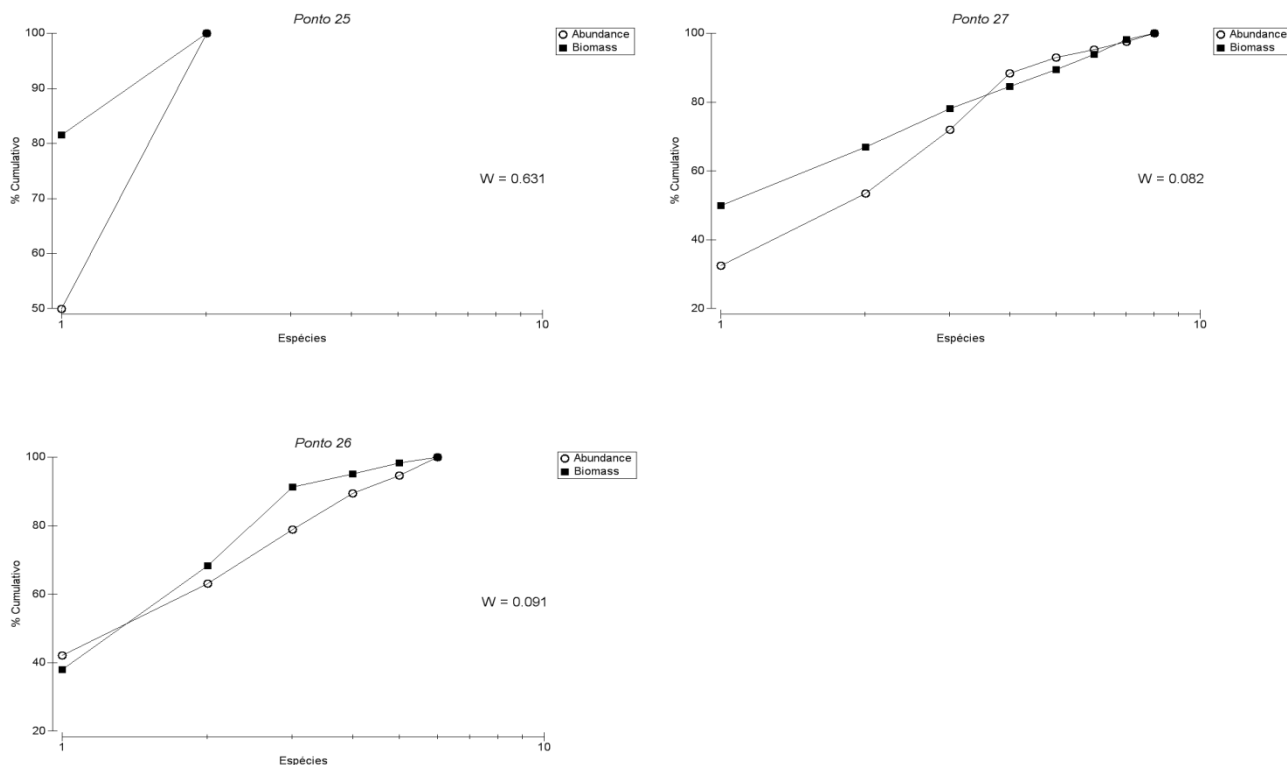 Ponto 25
Abundance
Biomass
100
90
80
70
60
50
% Cumulativo
W = 0.631
1
10
Espécies
Ponto 27
Abundance
Biomass
100
80
60
40
20
% Cumulativo
W = 0.082
1
10
Espécies
Ponto 26
Abundance
Biomass
100
80
60
40
20
% Cumulativo
W = 0.091
1
10
Espécies